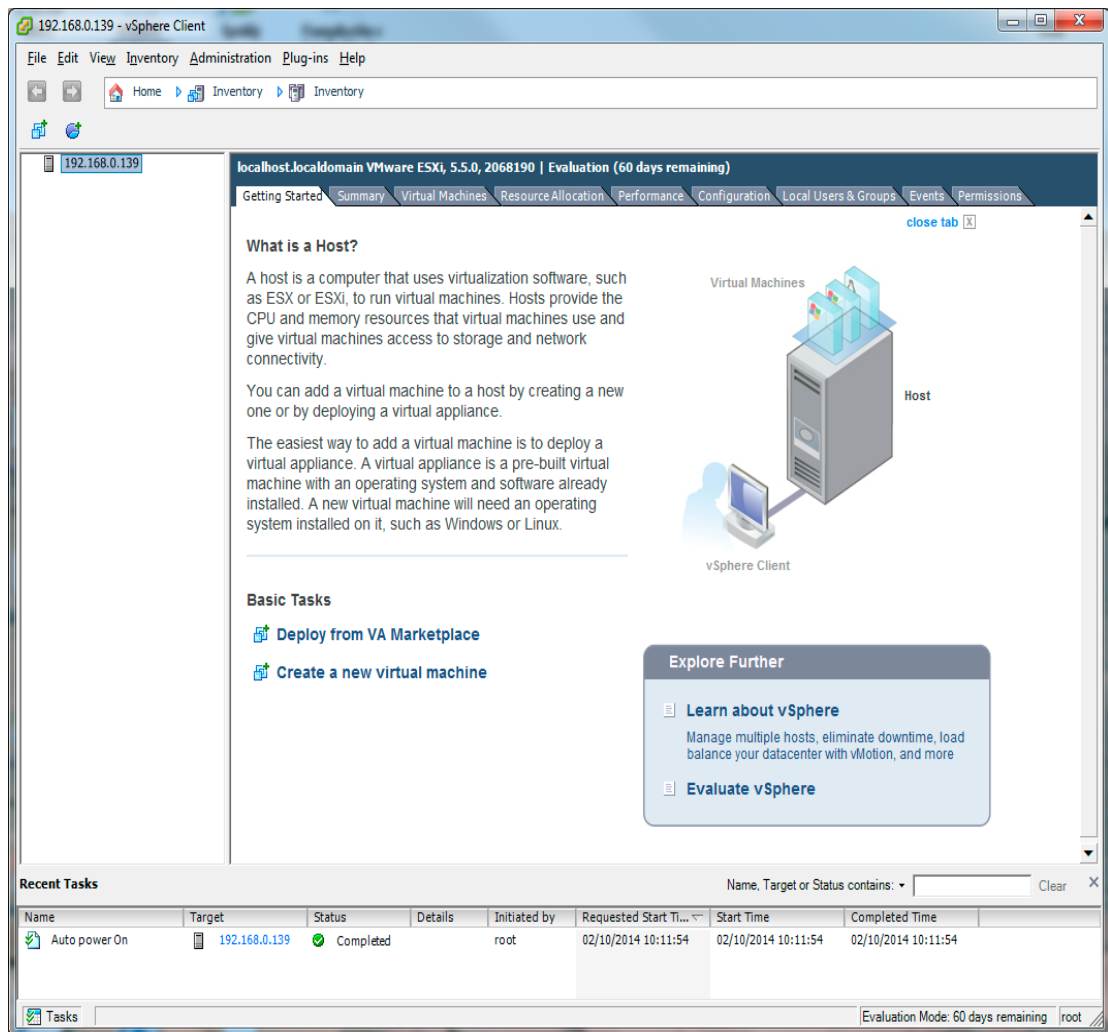 192.168.0.139 - vSphere Client
File Edit View Inventory Administration Plug-ins Help
Home Inventory Inventory
192.168.0.139
localhost.localdomain VMware ESXi, 5.5.0, 2068190 | Evaluation (60 days remaining)
Getting Started Summary Virtual Machines Resource Allocation Performance Configuration Local Users & Groups Events Permissions
close tab X
What is a Host?
A host is a computer that uses virtualization software, such
as ESX or ESXi, to run virtual machines. Hosts provide the
CPU and memory resources that virtual machines use and
give virtual machines access to storage and network
connectivity.
You can add a virtual machine to a host by creating a new
one or by deploying a virtual appliance.
The easiest way to add a virtual machine is to deploy a
virtual appliance. A virtual appliance is a pre-built virtual
machine with an operating system and software already
installed. A new virtual machine will need an operating
system installed on it, such as Windows or Linux.
Virtual Machines
Host
vSphere Client
Basic Tasks
Deploy from VA Marketplace
Create a new virtual machine
Explore Further
Learn about vSphere
Manage multiple hosts, eliminate downtime, load
balance your datacenter with vMotion, and more
Evaluate vSphere
Recent Tasks
Name, Target or Status contains: Clear
Name Target Status Details Initiated by Requested Start Ti... Start Time Completed Time
Auto power On 192.168.0.139 Completed root 02/10/2014 10:11:54 02/10/2014 10:11:54 02/10/2014 10:11:54
Tasks
Evaluation Mode: 60 days remaining root